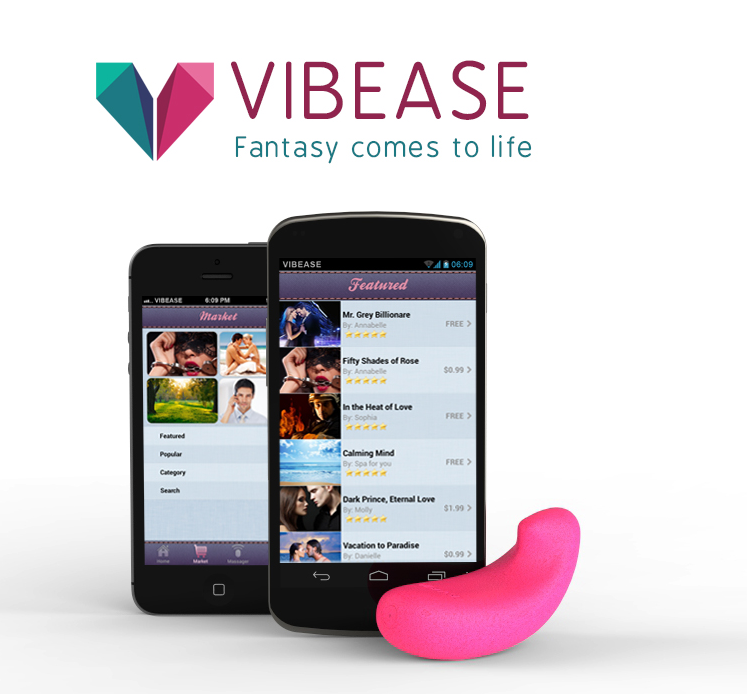 VIBEASE
Fantasy comes to life
VIBEASE 6:09 PM
Market
Featured
Popular
Category
Search
Home Market Massager
VIBEASE 06:09
Featured
Mr. Grey Billionare
By: Annabelle
FREE
Fifty Shades of Rose
By: Annabelle
$0.99
In the Heat of Love
By: Sophia
FREE
Calming Mind
By: Spa for you
FREE
Dark Prince, Eternal Love
By: Molly
$1.99
Vacation to Paradise
By: Danielle
$0.99